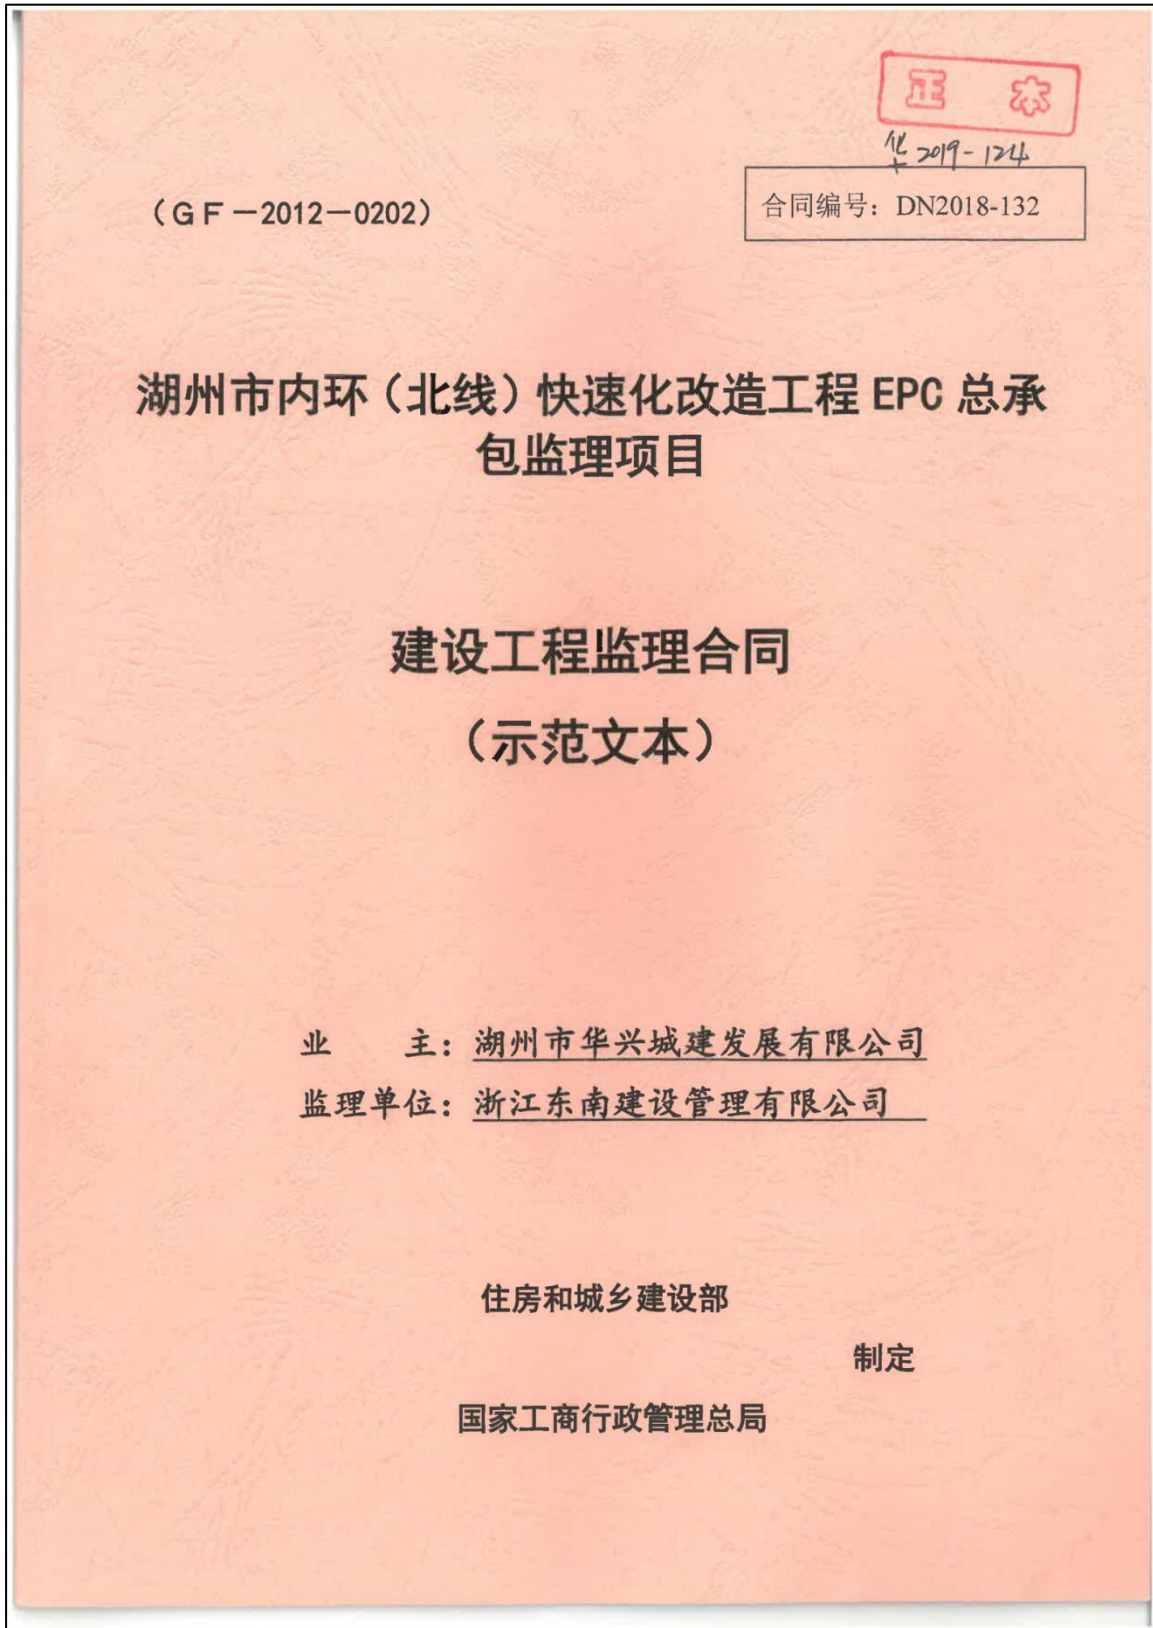 正 本
华2019-124
（GF－2012－0202）
合同编号：DN2018-132
湖州市内环（北线）快速化改造工程 EPC 总承
包监理项目
建设工程监理合同
（示范文本）
业 主：湖州市华兴城建发展有限公司
监理单位：浙江东南建设管理有限公司
住房和城乡建设部
制定
国家工商行政管理总局